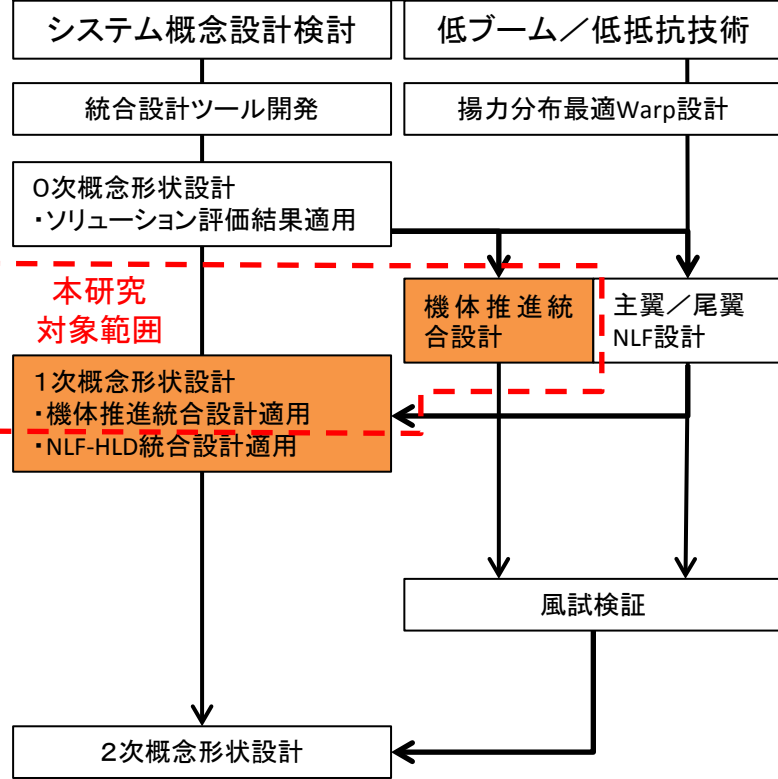 システム概念設計検討
低ブーム／低抵抗技術
統合設計ツール開発
揚力分布最適Warp設計
0次概念形状設計
・ソリューション評価結果適用
本研究
対象範囲
機体推進統
合設計
主翼／尾翼
NLF設計
1次概念形状設計
・機体推進統合設計適用
・NLF-HLD統合設計適用
風試検証
2次概念形状設計